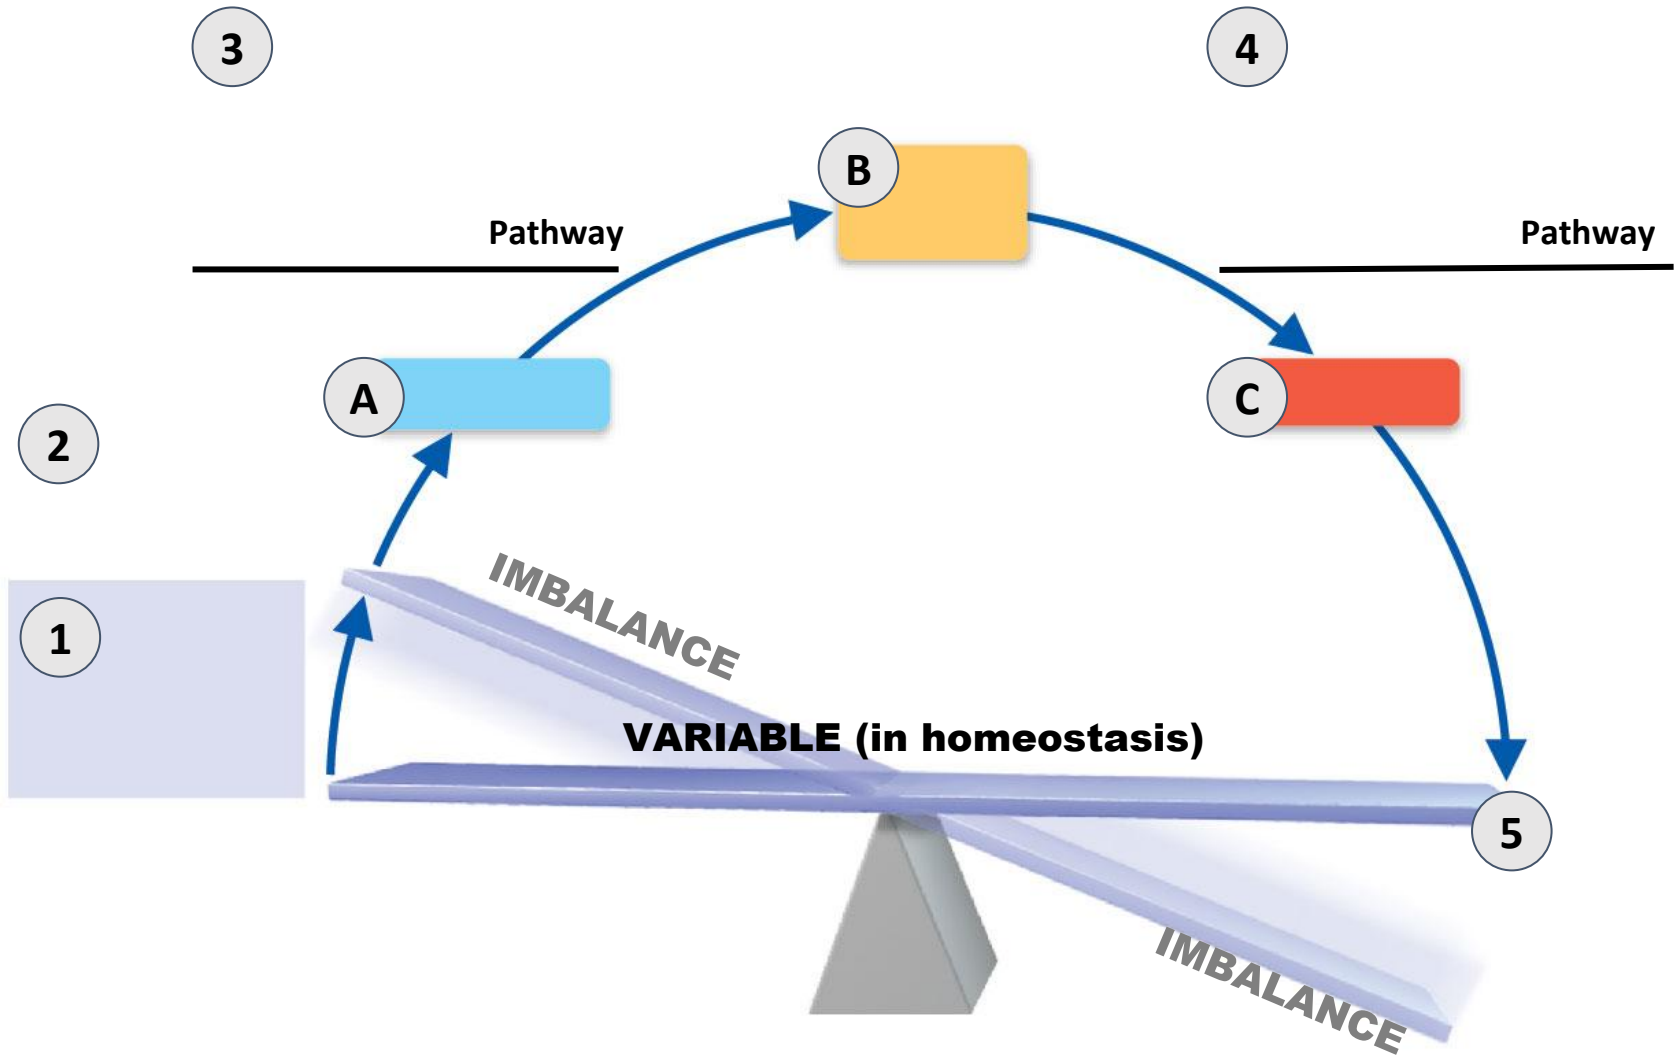 3
4
B
Pathway
Pathway
A
C
2
IMBALANCE
1
VARIABLE (in homeostasis)
5
IMBALANCE